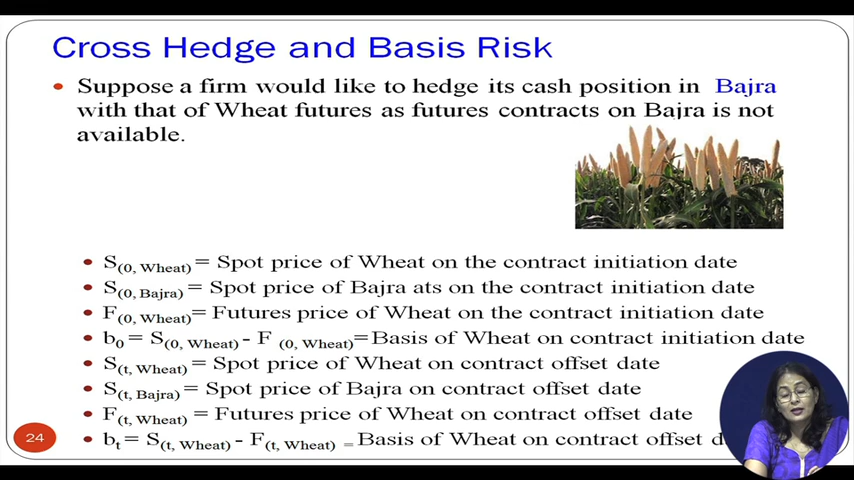 Cross Hedge and Basis Risk
• Suppose a firm would like to hedge its cash position in Bajra
with that of Wheat futures as futures contracts on Bajra is not
available.
• S(0, Wheat)= Spot price of Wheat on the contract initiation date
• S(0, Bajra)= Spot price of Bajra ats on the contract initiation date
• F(0, Wheat)= Futures price of Wheat on the contract initiation date
• b0 = S(0, Wheat)- F (0, Wheat)=Basis of Wheat on contract initiation date
• S(t, Wheat)= Spot price of Wheat on contract offset date
• S(t, Bajra)= Spot price of Bajra on contract offset date
• F(t, Wheat) = Futures price of Wheat on contract offset date
• bt = S(t, Wheat)- F(t, Wheat) =Basis of Wheat on contract offset
24